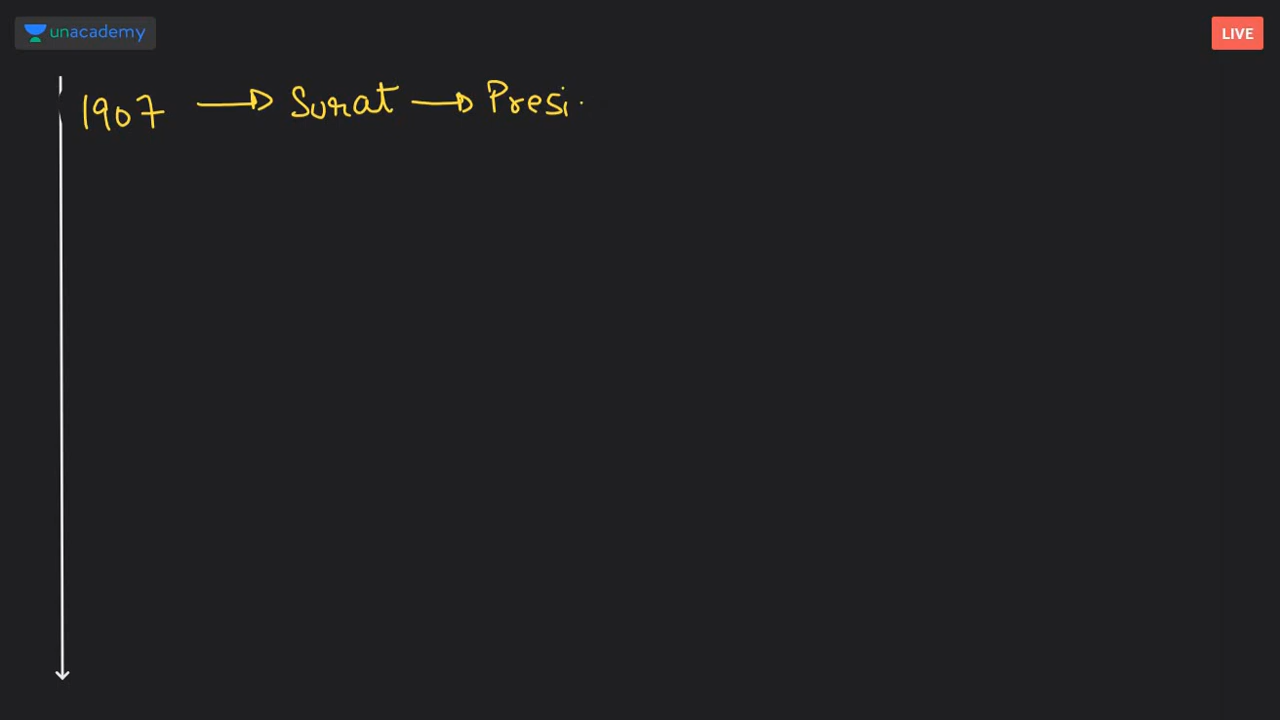 unacademy
LIVE
1907 → Surat → Presi